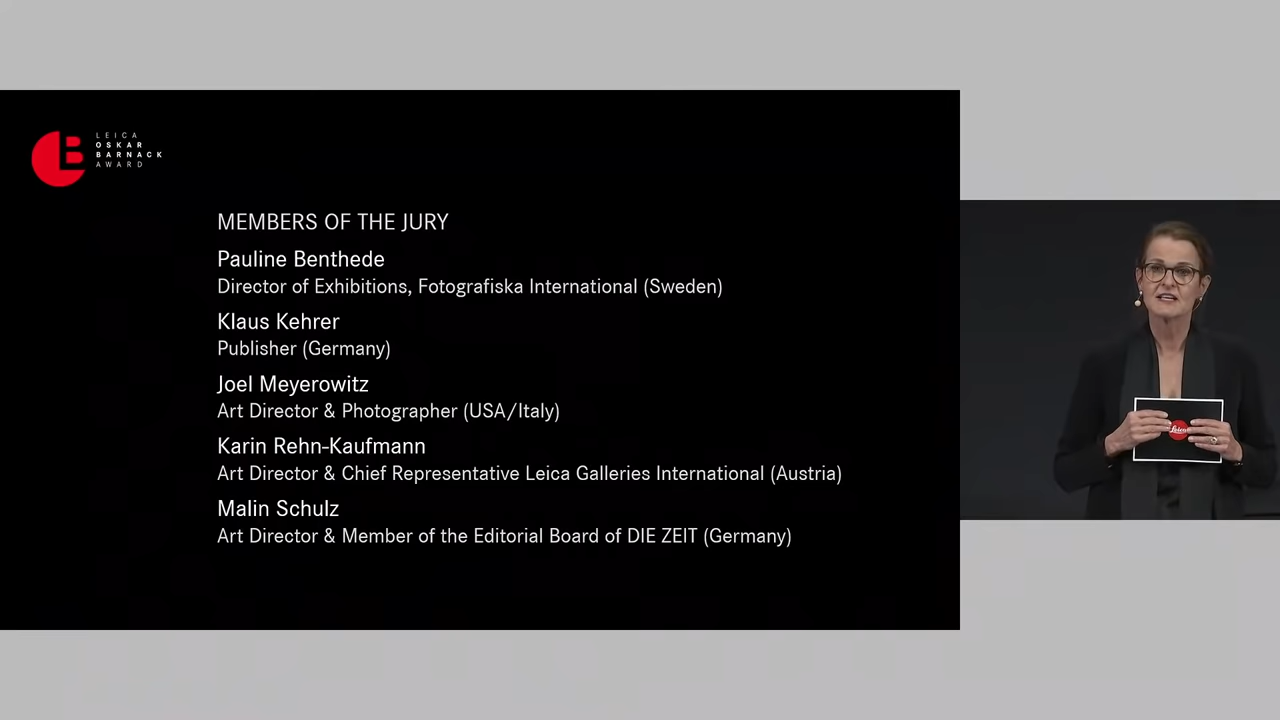 LEICA
OSKAR
BARNACK
AWARD
MEMBERS OF THE JURY
Pauline Benthede
Director of Exhibitions, Fotografiska International (Sweden)
Klaus Kehrer
Publisher (Germany)
Joel Meyerowitz
Art Director & Photographer (USA/Italy)
Karin Rehn-Kaufmann
Art Director & Chief Representative Leica Galleries International (Austria)
Malin Schulz
Art Director & Member of the Editorial Board of DIE ZEIT (Germany)
Leica